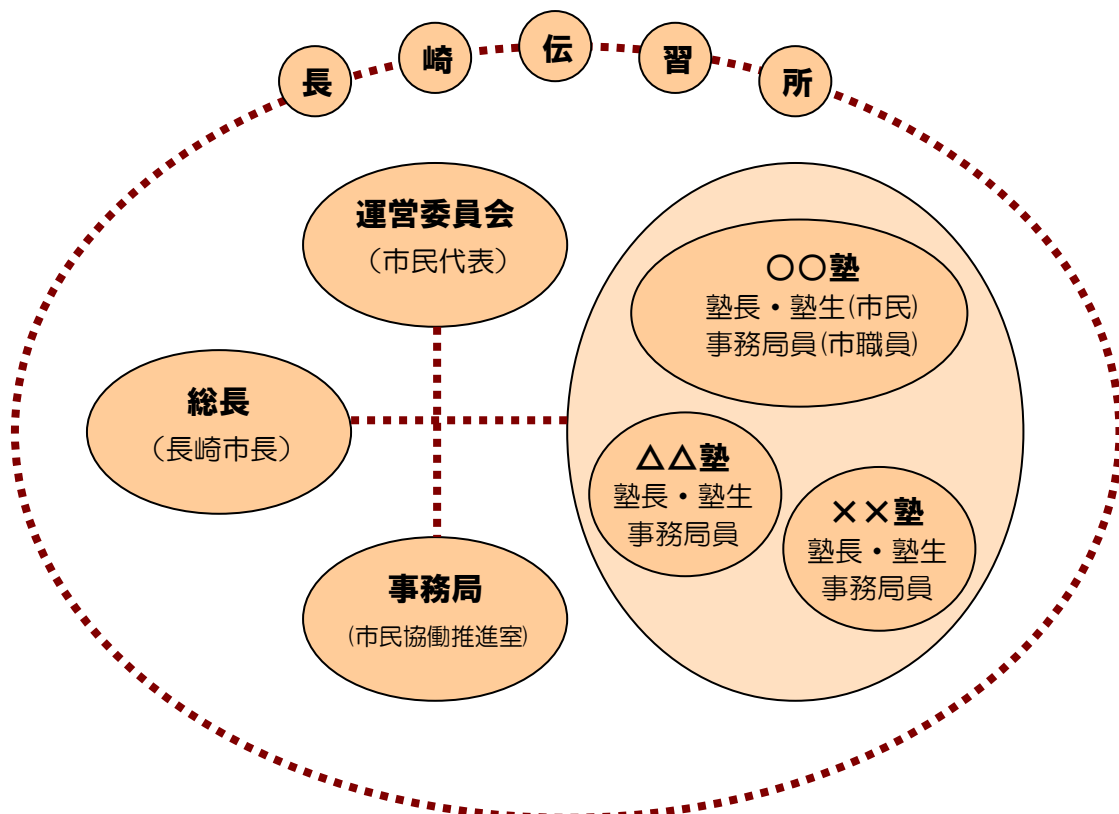 長崎伝習所
運営委員会
（市民代表）
総長
（長崎市長）
事務局
(市民協働推進室)
〇〇塾
塾長・塾生(市民)
事務局員(市職員)
△△塾
塾長・塾生
事務局員
××塾
塾長・塾生
事務局員